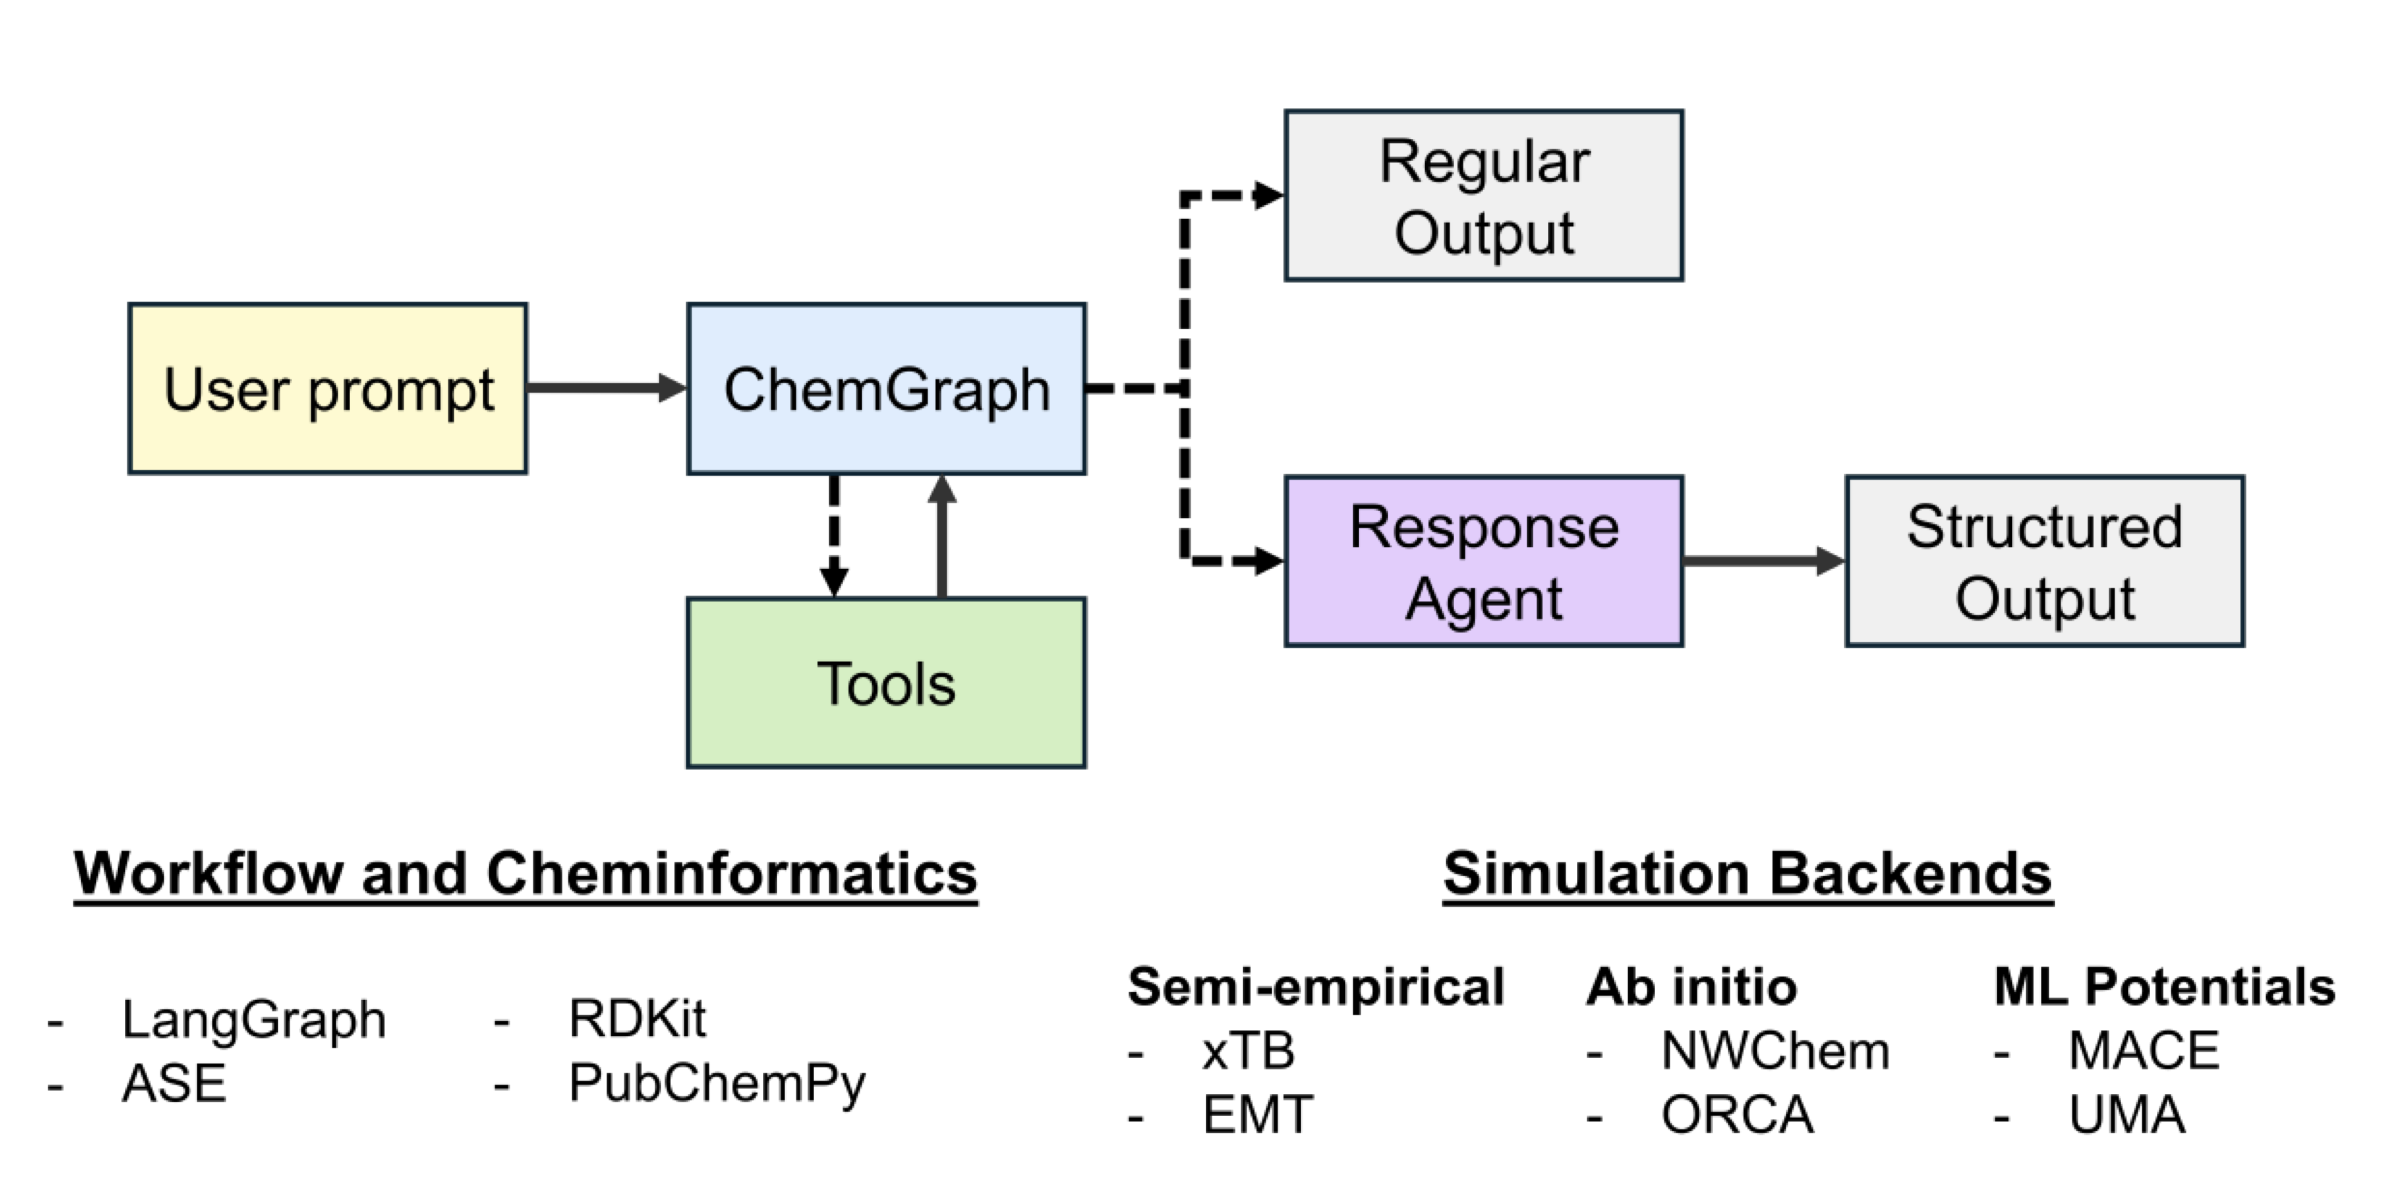 Regular
Output
User prompt
ChemGraph
Response
Agent
Structured
Output
Tools
Workflow and Cheminformatics
- LangGraph
- ASE
- RDKit
- PubChemPy
Simulation Backends
Semi-empirical
- xTB
- EMT
Ab initio
- NWChem
- ORCA
ML Potentials
- MACE
- UMA